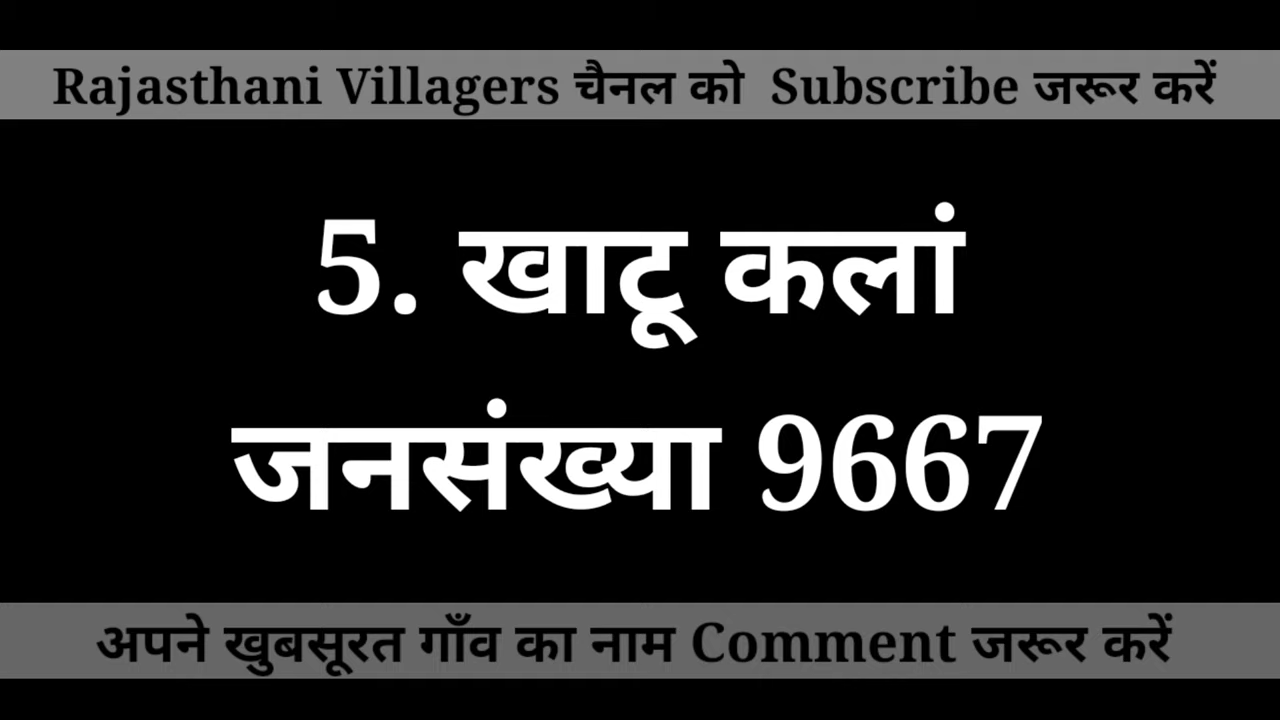 Rajasthani Villagers चैनल को Subscribe जरूर करें
5. खाटू कलां
जनसंख्या 9667
अपने खुबसूरत गाँव का नाम Comment जरूर करें